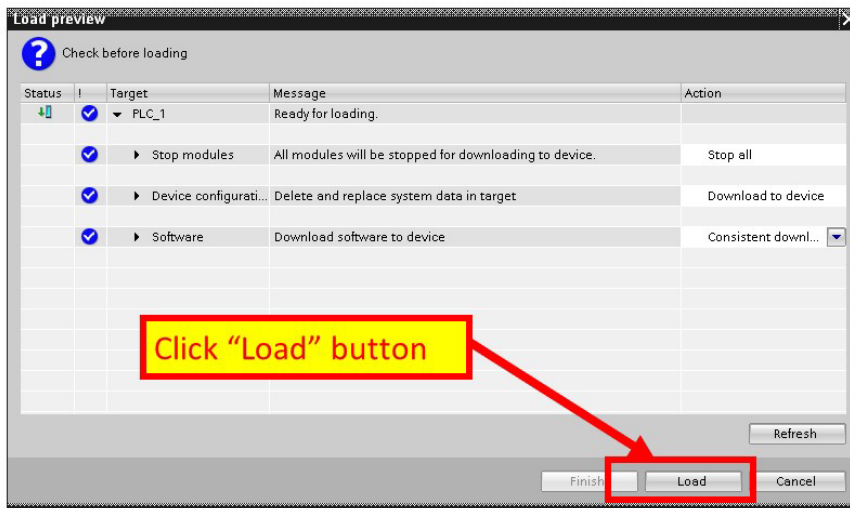 Load preview
Check before loading
Status ! Target Message Action
PLC_1 Ready for loading.
Stop modules All modules will be stopped for downloading to device. Stop all
Device configurati... Delete and replace system data in target Download to device
Software Download software to device Consistent downl...
Click “Load” button
Refresh
Finish Load Cancel